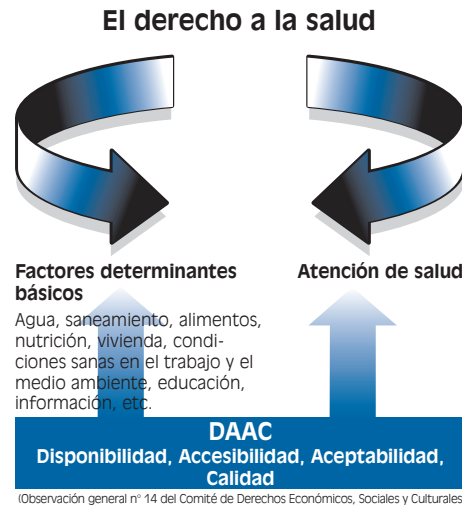 El derecho a la salud
Factores determinantes
básicos
Agua, saneamiento, alimentos,
nutrición, vivienda, condi-
ciones sanas en el trabajo y el
medio ambiente, educación,
información, etc.
Atención de salud
DAAC
Disponibilidad, Accesibilidad, Aceptabilidad,
Calidad
(Observación general nº 14 del Comité de Derechos Económicos, Sociales y Culturales